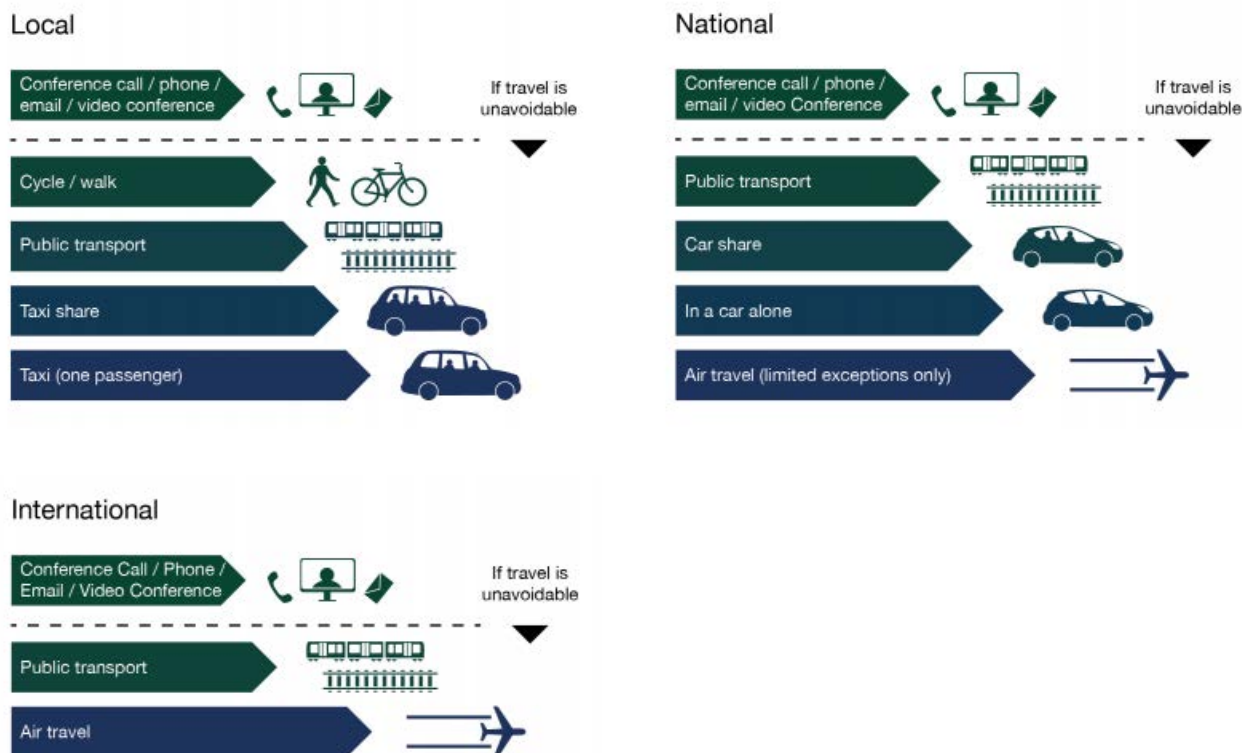 Local
Conference call / phone /
email / video conference
If travel is
unavoidable
Cycle / walk
Public transport
Taxi share
Taxi (one passenger)
National
Conference call / phone /
email / video Conference
If travel is
unavoidable
Public transport
Car share
In a car alone
Air travel (limited exceptions only)
International
Conference Call / Phone /
Email / Video Conference
If travel is
unavoidable
Public transport
Air travel